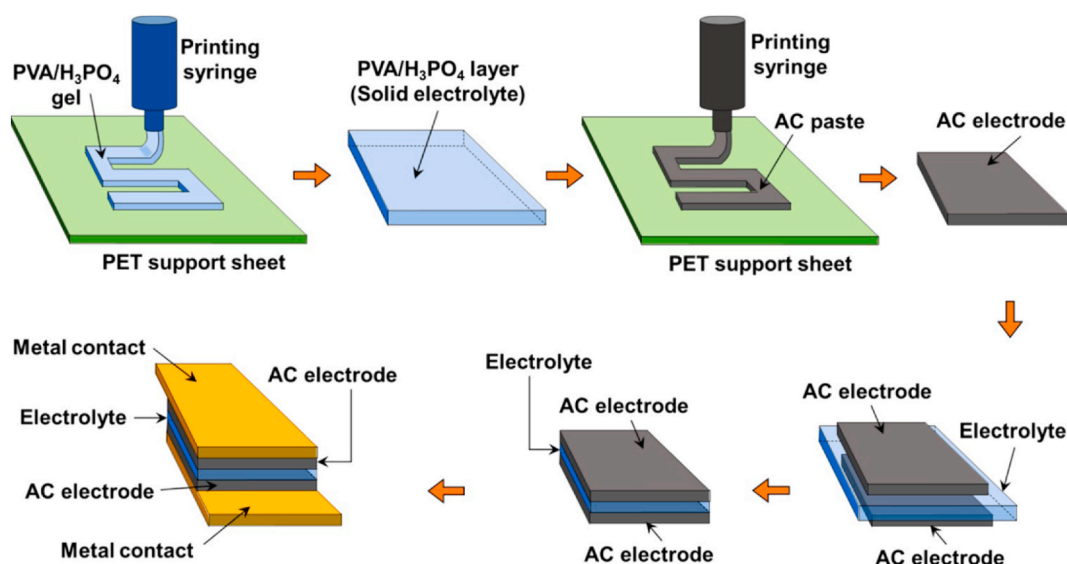 Printing
syringe
PVA/H₃PO₄
gel
PET support sheet
PVA/H₃PO₄ layer
(Solid electrolyte)
Printing
syringe
AC paste
PET support sheet
AC electrode
Metal contact
AC electrode
Electrolyte
AC electrode
Metal contact
Electrolyte
AC electrode
AC electrode
AC electrode
Electrolyte
AC electrode